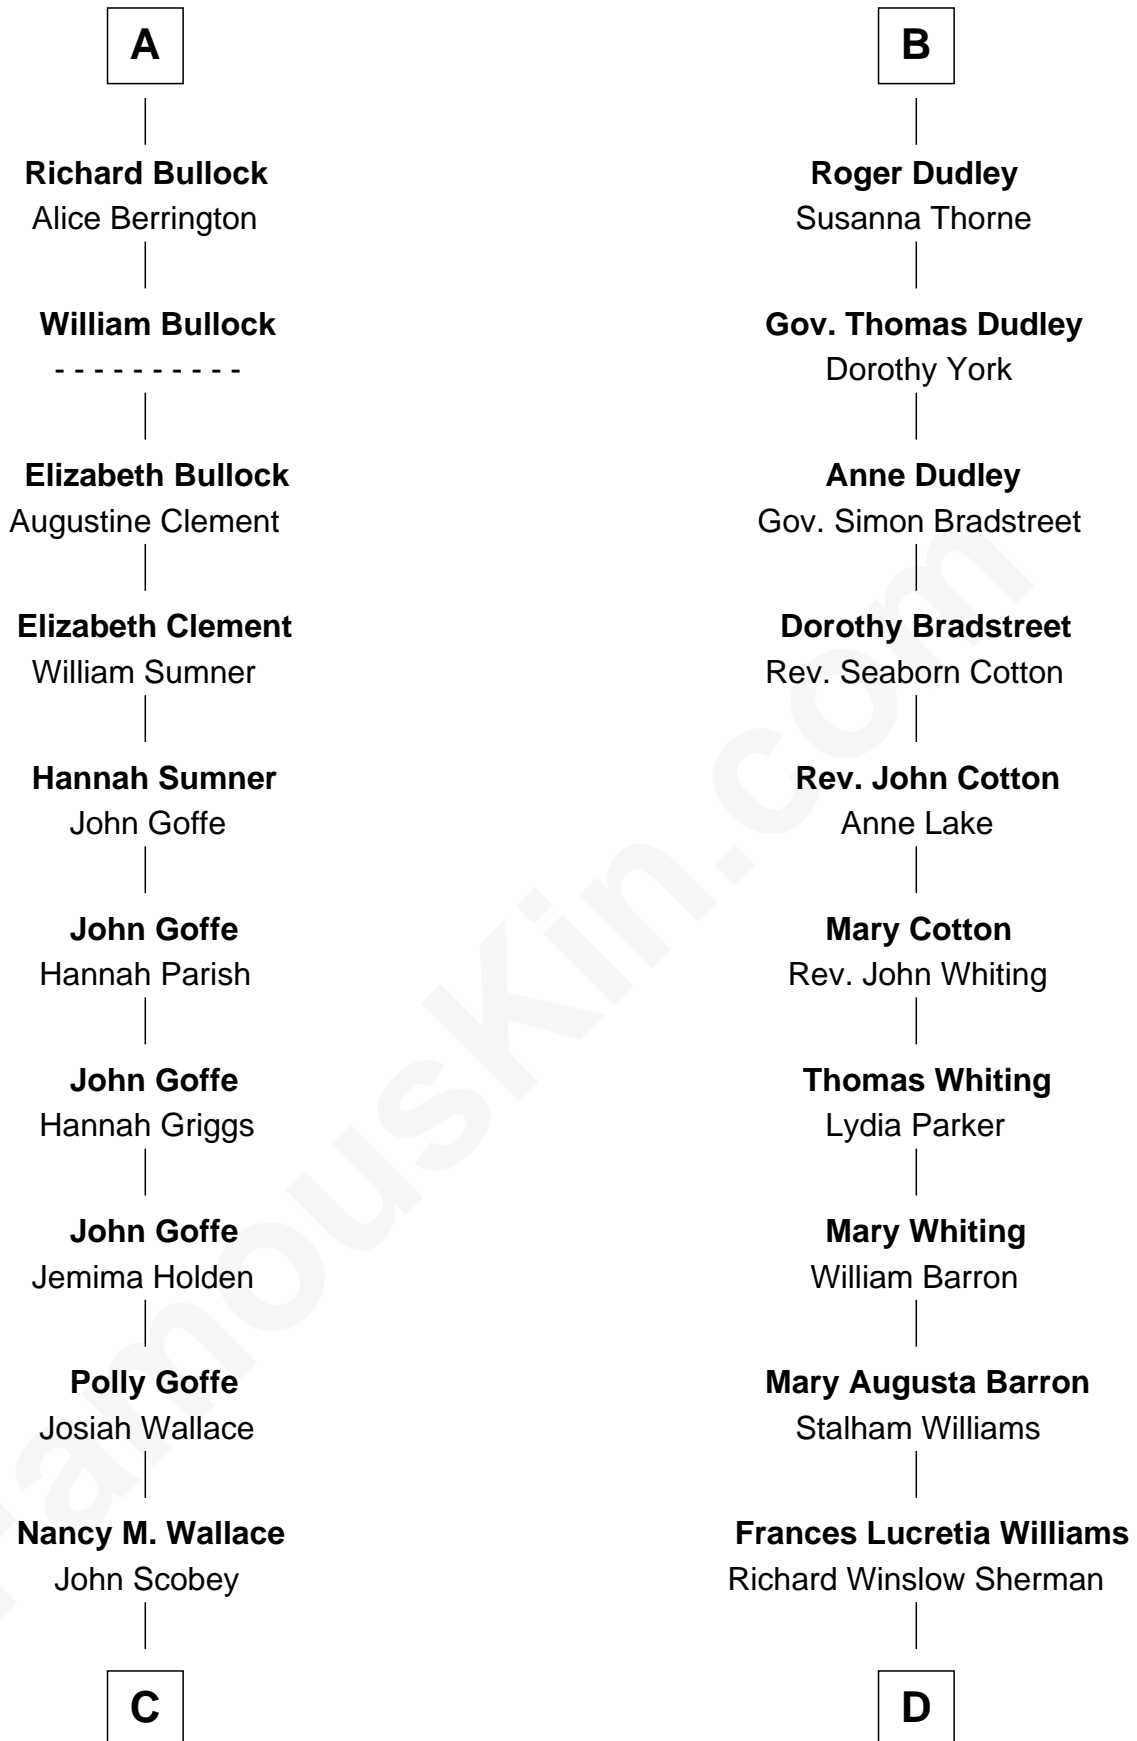 A
Richard Bullock
Alice Berrington
William Bullock
- - - - - - - - - -
Elizabeth Bullock
Augustine Clement
Elizabeth Clement
William Sumner
Hannah Sumner
John Goffe
John Goffe
Hannah Parish
John Goffe
Hannah Griggs
John Goffe
Jemima Holden
Polly Goffe
Josiah Wallace
Nancy M. Wallace
John Scobey
C
B
Roger Dudley
Susanna Thorne
Gov. Thomas Dudley
Dorothy York
Anne Dudley
Gov. Simon Bradstreet
Dorothy Bradstreet
Rev. Seaborn Cotton
Rev. John Cotton
Anne Lake
Mary Cotton
Rev. John Whiting
Thomas Whiting
Lydia Parker
Mary Whiting
William Barron
Mary Augusta Barron
Stalham Williams
Frances Lucretia Williams
Richard Winslow Sherman
D
FamousKin.com